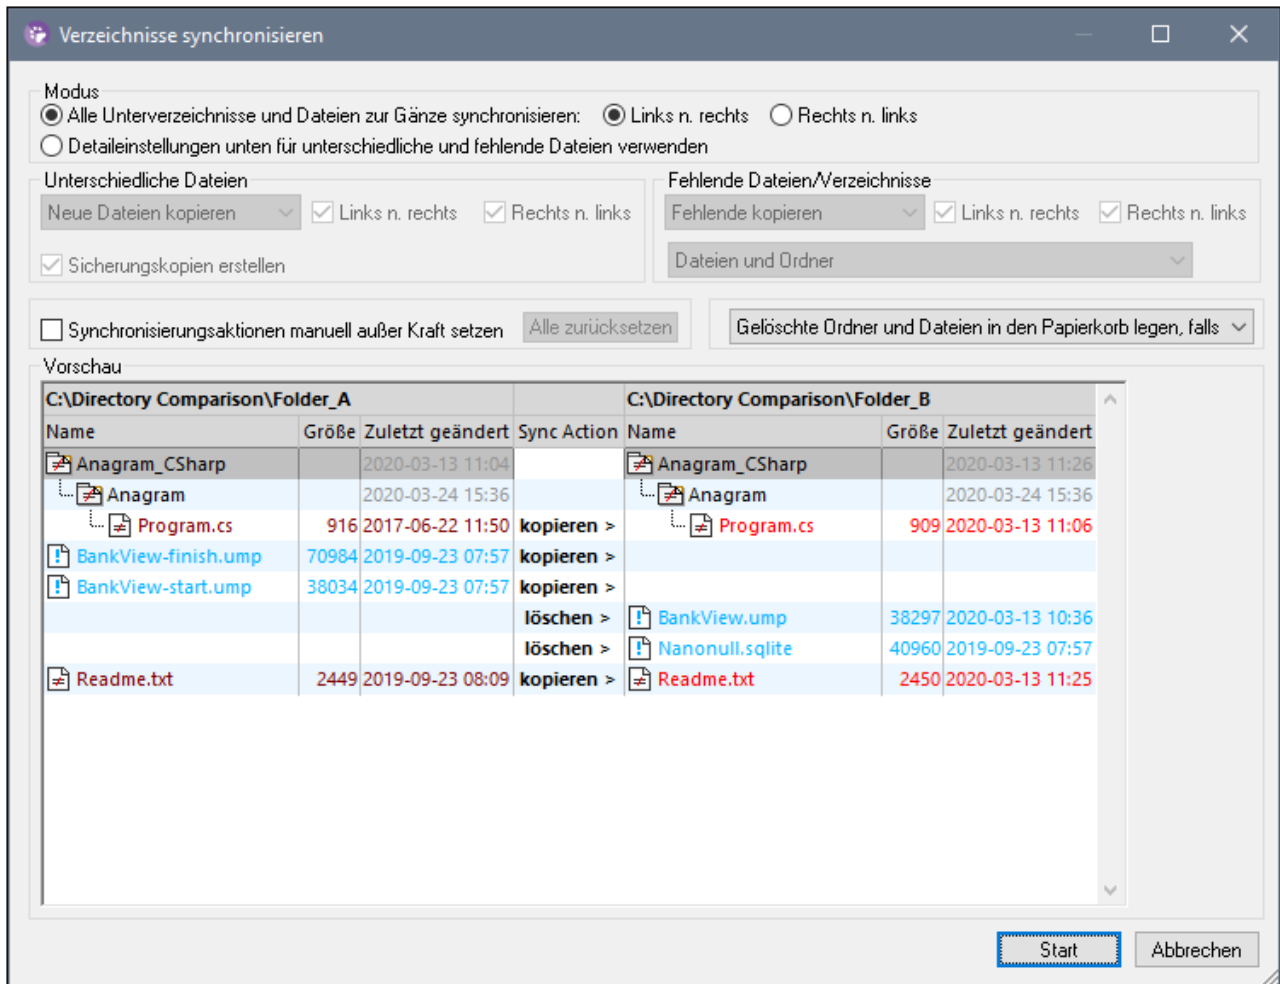 Verzeichnisse synchronisieren
Modus
Alle Unterverzeichnisse und Dateien zur Gänze synchronisieren: Links n. rechts Rechts n. links
Detaileinstellungen unten für unterschiedliche und fehlende Dateien verwenden
Unterschiedliche Dateien Fehlende Dateien/Verzeichnisse
Neue Dateien kopieren Links n. rechts Rechts n. links Fehlende kopieren Links n. rechts Rechts n. links
Sicherungskopien erstellen Dateien und Ordner
Synchronisierungsaktionen manuell außer Kraft setzen Alle zurücksetzen Gelöschte Ordner und Dateien in den Papierkorb legen, falls
Vorschau
C:\Directory Comparison\Folder_A C:\Directory Comparison\Folder_B
Name Größe Zuletzt geändert Sync Action Name Größe Zuletzt geändert
Anagram_CSharp 2020-03-13 11:04 Anagram_CSharp 2020-03-13 11:26
Anagram 2020-03-24 15:36 Anagram 2020-03-24 15:36
Program.cs 916 2017-06-22 11:50 kopieren > Program.cs 909 2020-03-13 11:06
BankView-finish.ump 70984 2019-09-23 07:57 kopieren >
BankView-start.ump 38034 2019-09-23 07:57 kopieren >
löschen > BankView.ump 38297 2020-03-13 10:36
löschen > Nanonull.sqlite 40960 2019-09-23 07:57
Readme.txt 2449 2019-09-23 08:09 kopieren > Readme.txt 2450 2020-03-13 11:25
Start Abbrechen